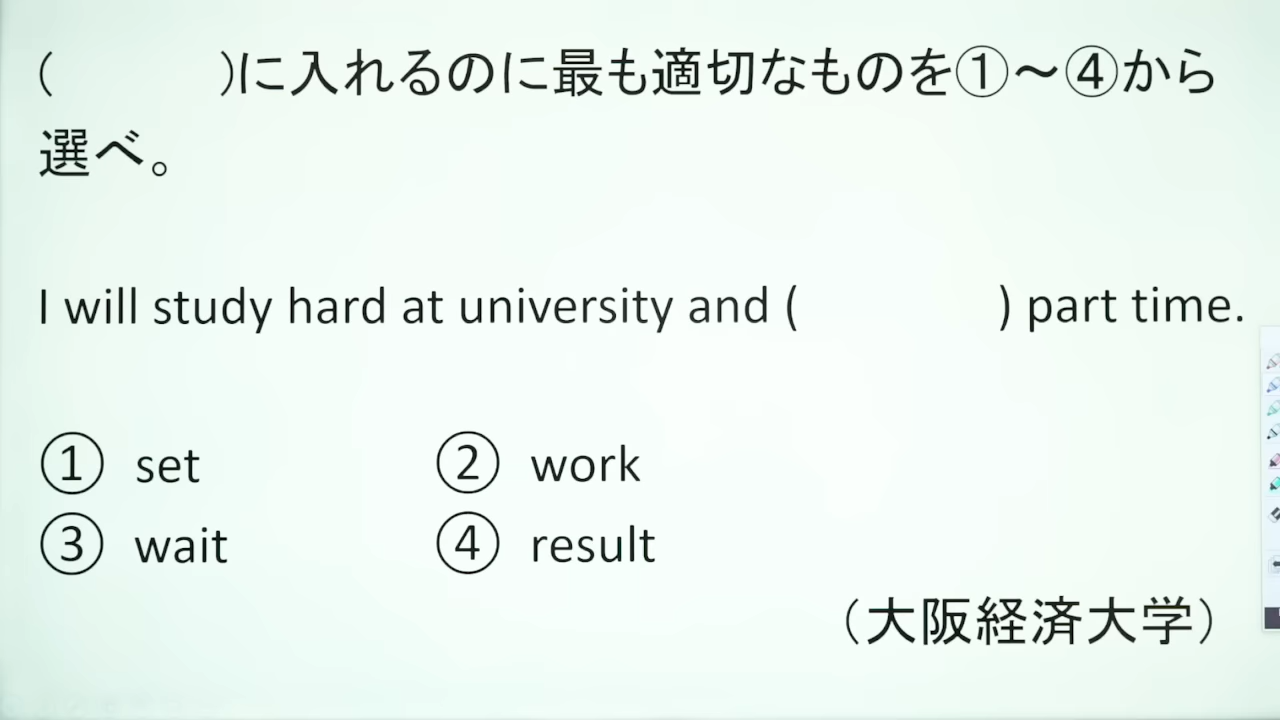 (　　　)に入れるのに最も適切なものを①～④から
選べ。
I will study hard at university and (　　　) part time.
① set　② work
③ wait　④ result
（大阪経済大学）